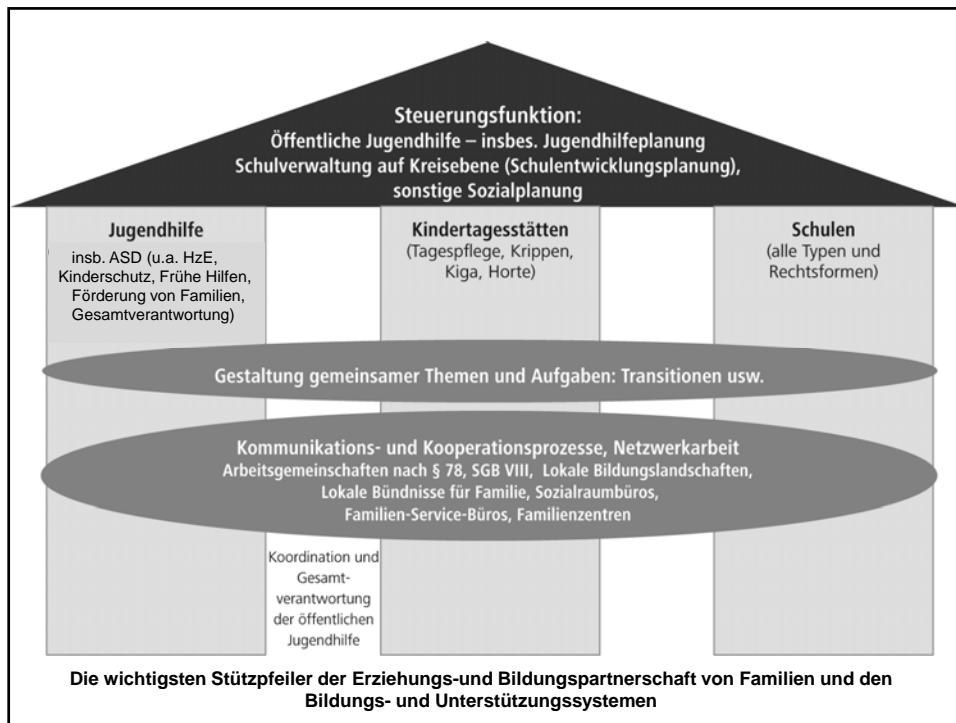 Steuerungsfunktion:
Öffentliche Jugendhilfe – insbes. Jugendhilfeplanung
Schulverwaltung auf Kreisebene (Schulentwicklungsplanung),
sonstige Sozialplanung
Jugendhilfe
insb. ASD (u.a. HzE,
Kinderschutz, Frühe Hilfen,
Förderung von Familien,
Gesamtverantwortung)
Kindertagesstätten
(Tagespflege, Krippen,
Kiga, Horte)
Schulen
(alle Typen und
Rechtsformen)
Gestaltung gemeinsamer Themen und Aufgaben: Transitionen usw.
Kommunikations- und Kooperationsprozesse, Netzwerkarbeit
Arbeitsgemeinschaften nach § 78, SGB VIII, Lokale Bildungslandschaften,
Lokale Bündnisse für Familie, Sozialraumbüros,
Familien-Service-Büros, Familienzentren
Koordination und
Gesamt-
verantwortung
der öffentlichen
Jugendhilfe
Die wichtigsten Stützpfeiler der Erziehungs-und Bildungspartnerschaft von Familien und den
Bildungs- und Unterstützungssystemen